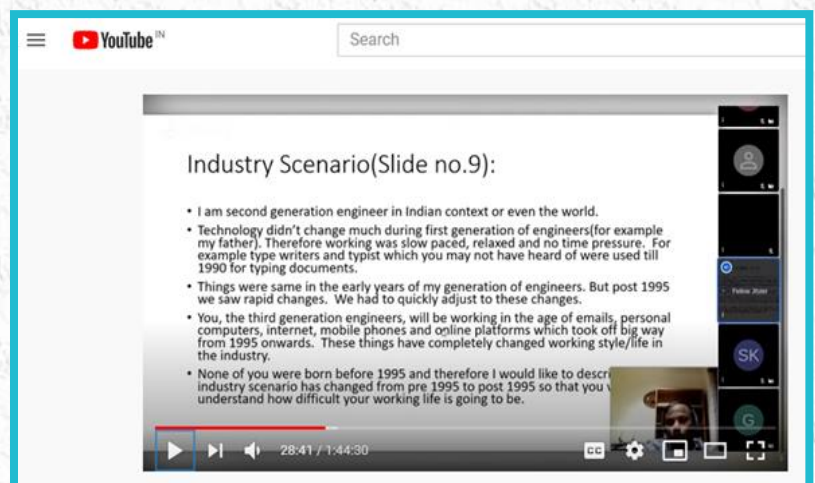 YouTube IN
Search
Industry Scenario(Slide no.9):
• I am second generation engineer in Indian context or even the world.
• Technology didn't change much during first generation of engineers(for example
my father). Therefore working was slow paced, relaxed and no time pressure. For
example type writers and typist which you may not have heard of were used till
1990 for typing documents.
• Things were same in the early years of my generation of engineers. But post 1995
we saw rapid changes. We had to quickly adjust to these changes.
• You, the third generation engineers, will be working in the age of emails, personal
computers, internet, mobile phones and online platforms which took off big way
from 1995 onwards. These things have completely changed working style/life in
the industry.
• None of you were born before 1995 and therefore I would like to descr
industry scenario has changed from pre 1995 to post 1995 so that you
understand how difficult your working life is going to be.
SK
G
28:41 / 1:44:30
CC